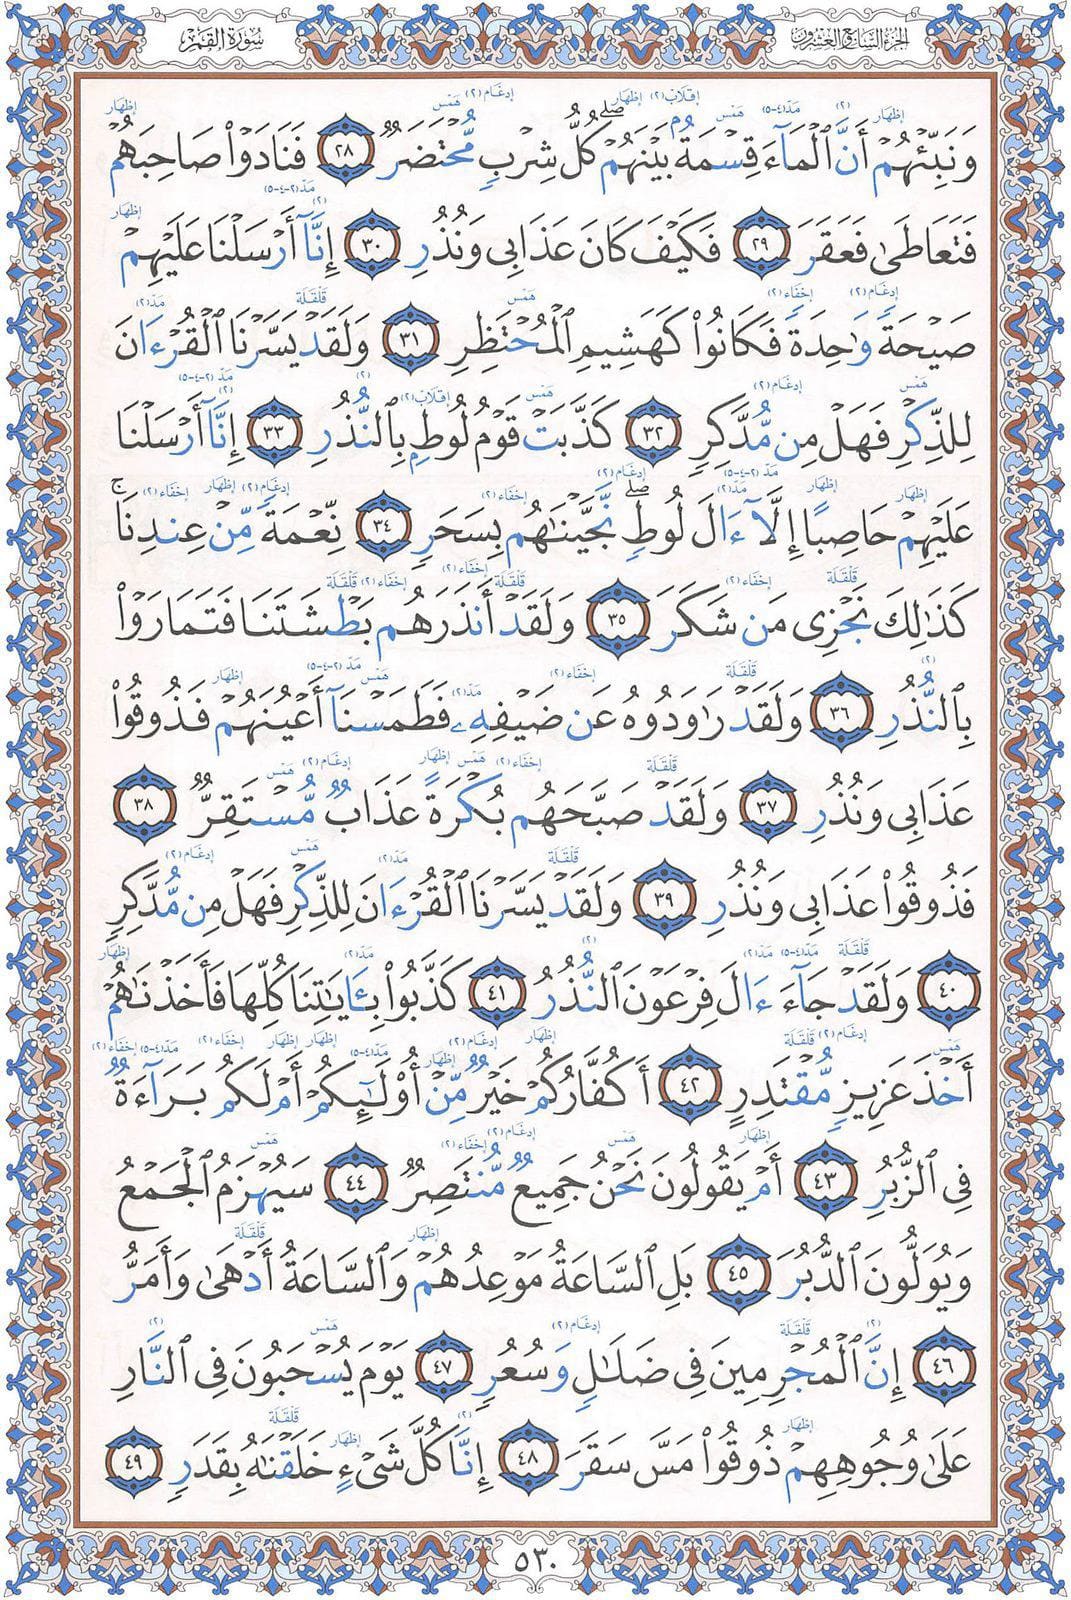 سورة القمر
الجزء السابع والعشرون
وَنَبِّئْهُمْ أَنَّ ٱلْمَآءَ قِسْمَةٌۢ بَيْنَهُمْ ۖ كُلُّ شِرْبٍ مُّحْتَضَرٌ ٢٨ فَنَادَوْا۟ صَاحِبَهُمْ
فَتَعَاطَىٰ فَعَقَرَ ٢٩ فَكَيْفَ كَانَ عَذَابِى وَنُذُرِ ٣٠ إِنَّآ أَرْسَلْنَا عَلَيْهِمْ
صَيْحَةً وَٰحِدَةً فَكَانُوا۟ كَهَشِيمِ ٱلْمُحْتَظِرِ ٣١ وَلَقَدْ يَسَّرْنَا ٱلْقُرْءَانَ
لِلذِّكْرِ فَهَلْ مِن مُّدَّكِرٍ ٣٢ كَذَّبَتْ قَوْمُ لُوطٍۭ بِٱلنُّذُرِ ٣٣ إِنَّآ أَرْسَلْنَا
عَلَيْهِمْ حَاصِبًا إِلَّآ ءَالَ لُوطٍ ۖ نَّجَّيْنَٰهُم بِسَحَرٍ ٣٤ نِّعْمَةً مِّنْ عِندِنَا ۚ
كَذَٰلِكَ نَجْزِى مَن شَكَرَ ٣٥ وَلَقَدْ أَنذَرَهُم بَطْشَتَنَا فَتَمَارَوْا۟
بِٱلنُّذُرِ ٣٦ وَلَقَدْ رَٰوَدُوهُ عَن ضَيْفِهِۦ فَطَمَسْنَآ أَعْيُنَهُمْ فَذُوقُوا۟
عَذَابِى وَنُذُرِ ٣٧ وَلَقَدْ صَبَّحَهُم بُكْرَةً عَذَابٌ مُّسْتَقِرٌّ ٣٨
فَذُوقُوا۟ عَذَابِى وَنُذُرِ ٣٩ وَلَقَدْ يَسَّرْنَا ٱلْقُرْءَانَ لِلذِّكْرِ فَهَلْ مِن مُّدَّكِرٍ
٤٠ وَلَقَدْ جَآءَ ءَالَ فِرْعَوْنَ ٱلنُّذُرُ ٤١ كَذَّبُوا۟ بِـَٔايَٰتِنَا كُلِّهَا فَأَخَذْنَٰهُمْ
أَخْذَ عَزِيزٍ مُّقْتَدِرٍ ٤٢ أَكُفَّارُكُمْ خَيْرٌ مِّنْ أُو۟لَٰٓئِكُمْ أَمْ لَكُم بَرَآءَةٌ
فِى ٱلزُّبُرِ ٤٣ أَمْ يَقُولُونَ نَحْنُ جَمِيعٌ مُّنتَصِرٌ ٤٤ سَيُهْزَمُ ٱلْجَمْعُ
وَيُوَلُّونَ ٱلدُّبُرَ ٤٥ بَلِ ٱلسَّاعَةُ مَوْعِدُهُمْ وَٱلسَّاعَةُ أَدْهَىٰ وَأَمَرُّ
٤٦ إِنَّ ٱلْمُجْرِمِينَ فِى ضَلَٰلٍ وَسُعُرٍ ٤٧ يَوْمَ يُسْحَبُونَ فِى ٱلنَّارِ
عَلَىٰ وُجُوهِهِمْ ذُوقُوا۟ مَسَّ سَقَرَ ٤٨ إِنَّا كُلَّ شَىْءٍ خَلَقْنَٰهُ بِقَدَرٍ ٤٩
٥٣٠